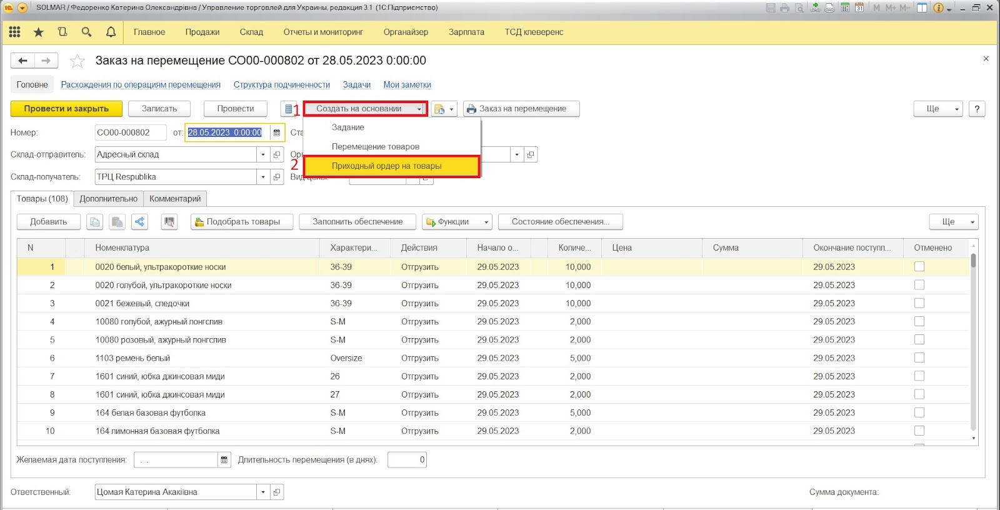 SOLMAR / Федоренко Катерина Олександрівна / Управление торговлей для Украины, редакция 3.1 (1С:Підприємство)
M M+ M-
Главное Продажи Склад Отчеты и мониторинг Органайзер Зарплата ТСД клеверенс
Заказ на перемещение СО00-000802 от 28.05.2023 0:00:00
Головне Расхождения по операциям перемещения Структура подчиненности Задачи Мои заметки
Провести и закрыть Записать Провести 1 Создать на основании Заказ на перемещение Ще ?
Задание
Номер: СО00-000802 от: 28.05.2023 0:00:00 Ста
Перемещение товаров
Склад-отправитель: Адресный склад Орг
2 Приходный ордер на товары
Склад-получатель: ТРЦ Respublika Вид цены:
Товары (108) Дополнительно Комментарий
Добавить Подобрать товары Заполнить обеспечение Функции Состояние обеспечения... Ще
N Номенклатура Характери... Действия Начало о... Количе... Цена Сумма Окончание поступл... Отменено
1 0020 белый, ультракороткие носки 36-39 Отгрузить 29.05.2023 10,000 29.05.2023
2 0020 голубой, ультракороткие носки 36-39 Отгрузить 29.05.2023 10,000 29.05.2023
3 0021 бежевый, следочки 36-39 Отгрузить 29.05.2023 10,000 29.05.2023
4 10080 голубой, ажурный лонгслив S-M Отгрузить 29.05.2023 2,000 29.05.2023
5 10080 розовый, ажурный лонгслив S-M Отгрузить 29.05.2023 2,000 29.05.2023
6 1103 ремень белый Oversize Отгрузить 29.05.2023 5,000 29.05.2023
7 1601 синий, юбка джинсовая миди 26 Отгрузить 29.05.2023 2,000 29.05.2023
8 1601 синий, юбка джинсовая миди 27 Отгрузить 29.05.2023 2,000 29.05.2023
9 164 белая базовая футболка S-M Отгрузить 29.05.2023 5,000 29.05.2023
10 164 лимонная базовая футболка S-M Отгрузить 29.05.2023 2,000 29.05.2023
Желаемая дата поступления: . . Длительность перемещения (в днях): 0
Ответственный: Цомая Катерина Акакіївна Сумма документа: